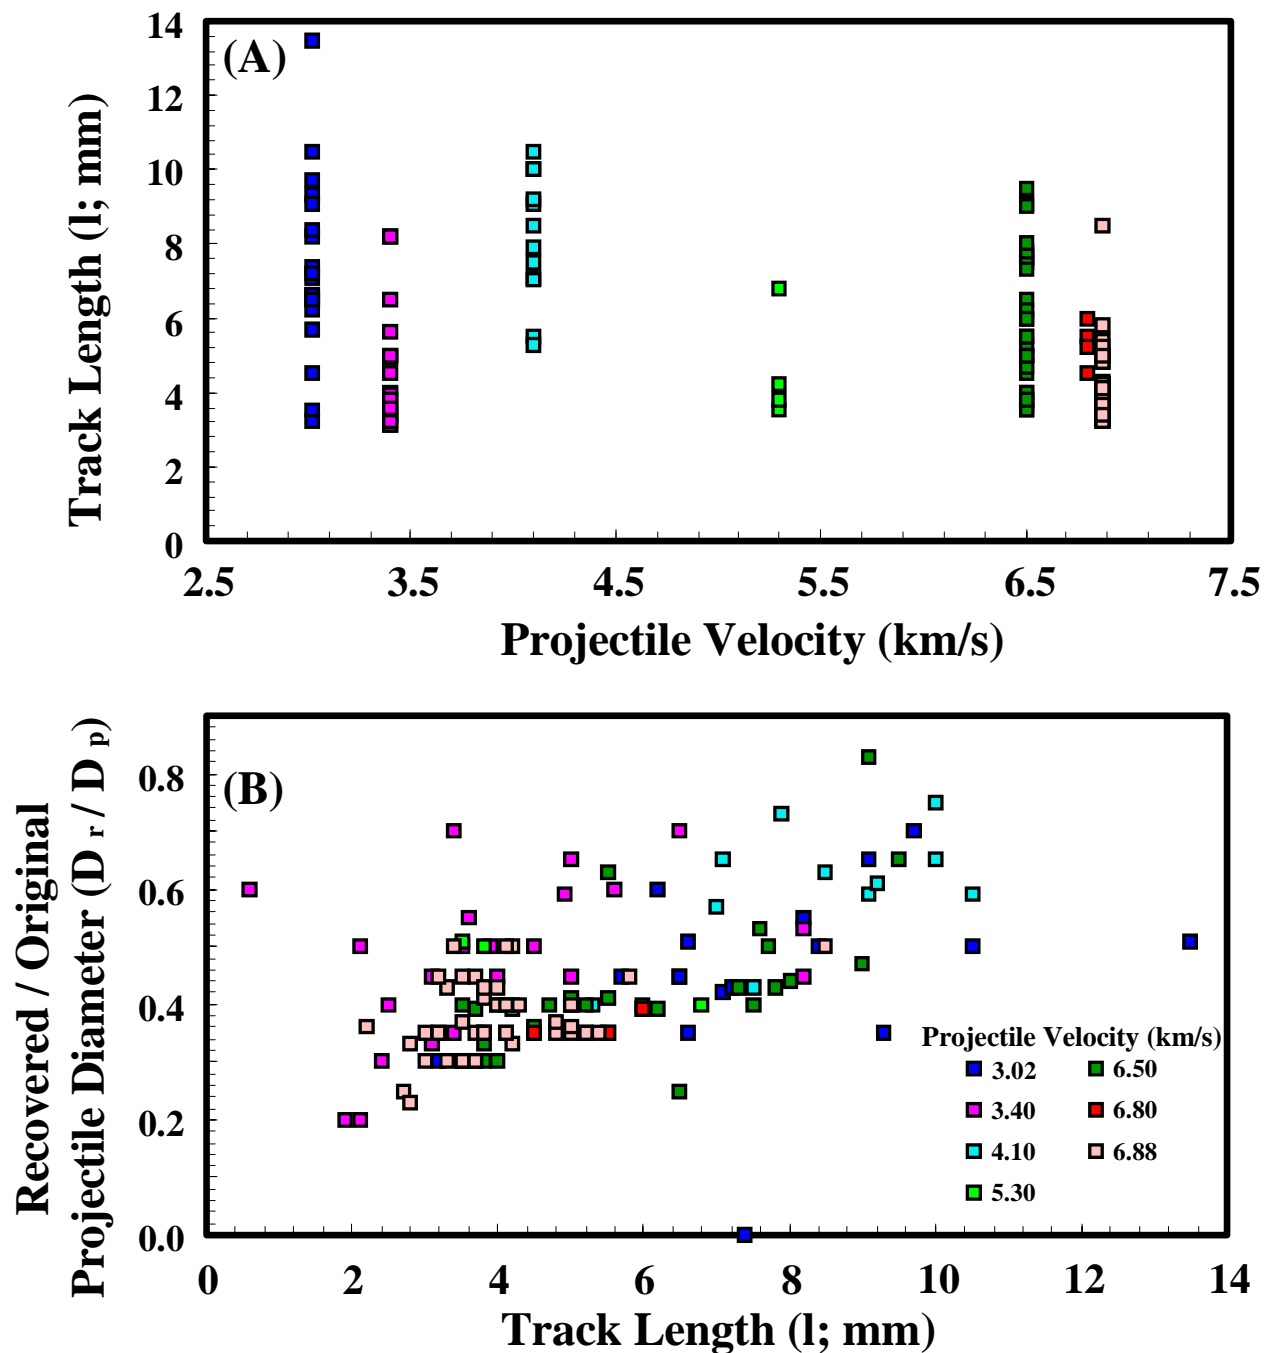 (A)
14
12
10
8
6
4
2
0
Track Length (l; mm)
2.5 3.5 4.5 5.5 6.5 7.5
Projectile Velocity (km/s)
(B)
0.8
0.6
0.4
0.2
0.0
Recovered / Original
Projectile Diameter (D r / D p)
Projectile Velocity (km/s)
3.02 6.50
3.40 6.80
4.10 6.88
5.30
0 2 4 6 8 10 12 14
Track Length (l; mm)